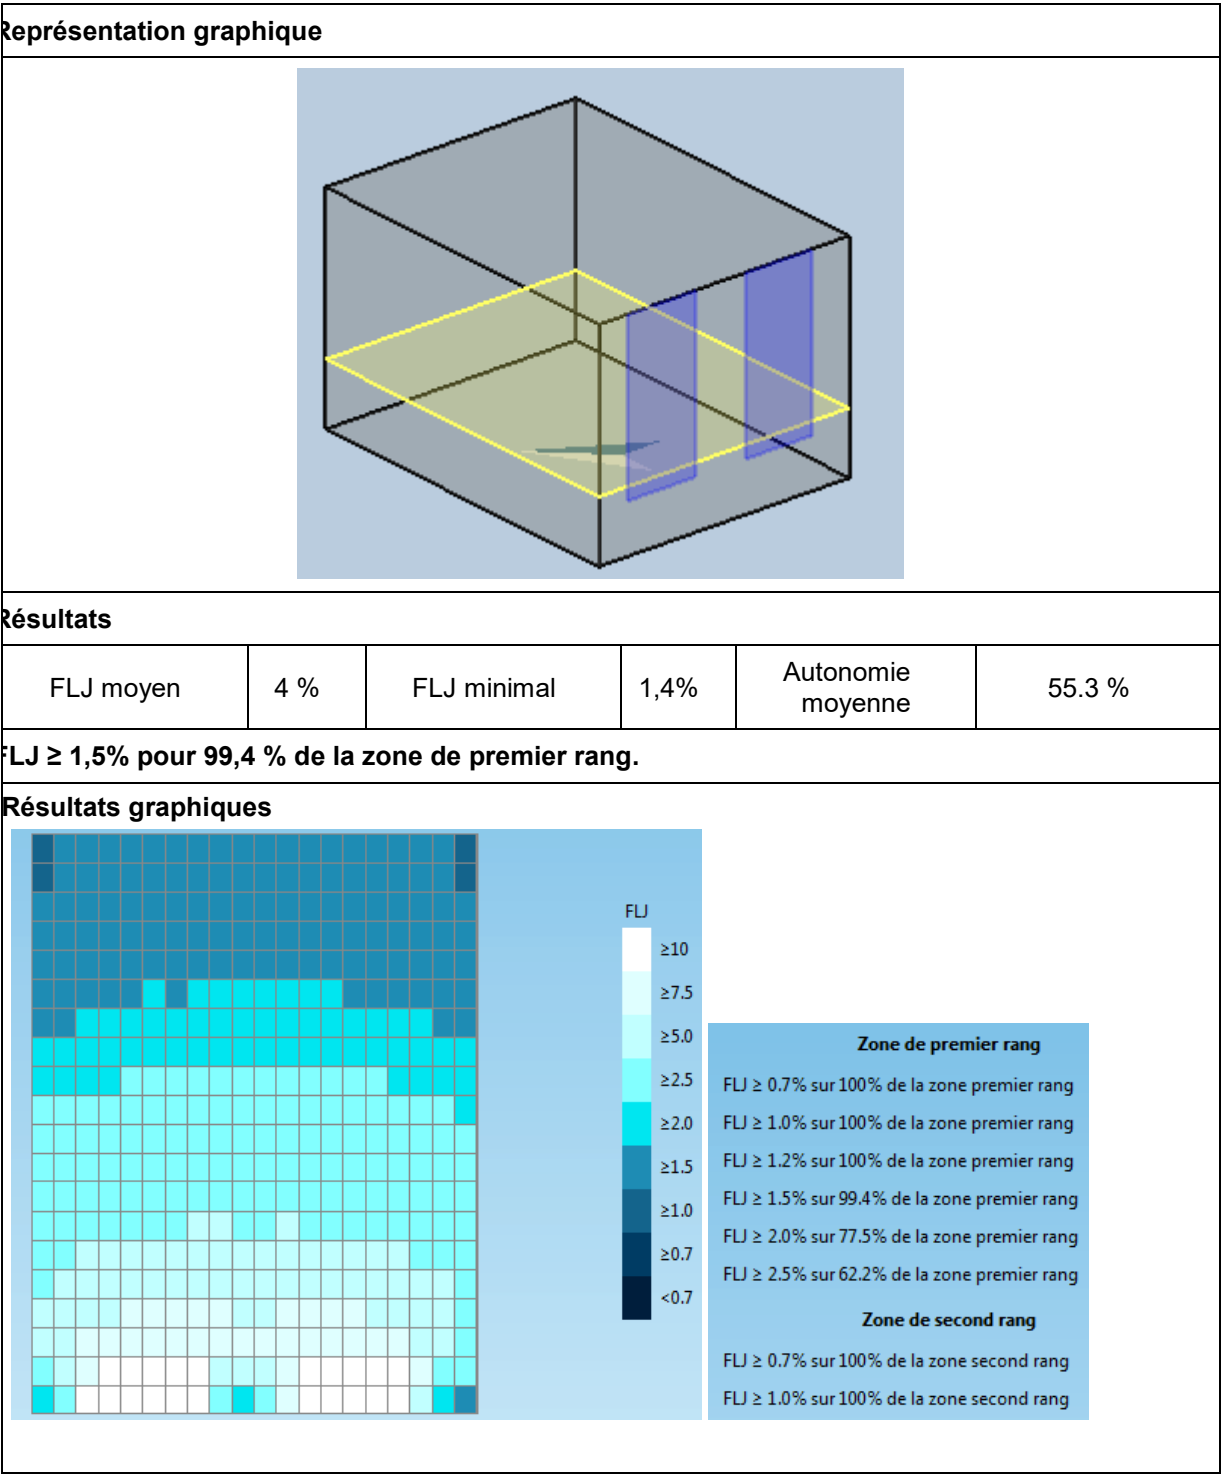 Représentation graphique
Résultats
FLJ moyen 4 % FLJ minimal 1,4% Autonomie moyenne 55.3 %
FLJ ≥ 1,5% pour 99,4 % de la zone de premier rang.
Résultats graphiques
FLJ
≥10
≥7.5
≥5.0
≥2.5
≥2.0
≥1.5
≥1.0
≥0.7
<0.7
Zone de premier rang
FLJ ≥ 0.7% sur 100% de la zone premier rang
FLJ ≥ 1.0% sur 100% de la zone premier rang
FLJ ≥ 1.2% sur 100% de la zone premier rang
FLJ ≥ 1.5% sur 99.4% de la zone premier rang
FLJ ≥ 2.0% sur 77.5% de la zone premier rang
FLJ ≥ 2.5% sur 62.2% de la zone premier rang
Zone de second rang
FLJ ≥ 0.7% sur 100% de la zone second rang
FLJ ≥ 1.0% sur 100% de la zone second rang